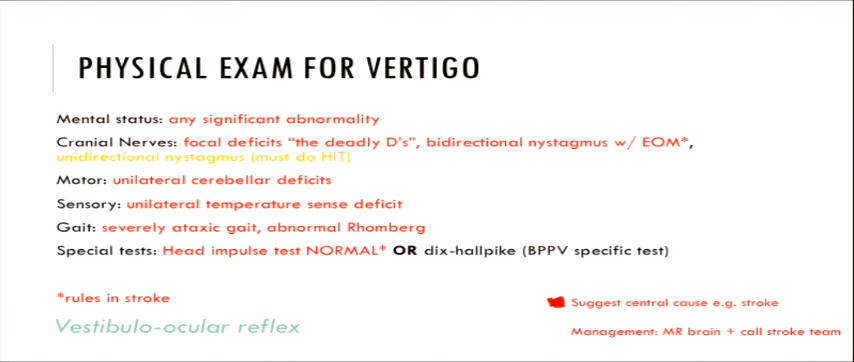 PHYSICAL EXAM FOR VERTIGO
Mental status: any significant abnormality
Cranial Nerves: focal deficits “the deadly D's”, bidirectional nystagmus w/ EOM*,
unidirectional nystagmus (must do HIT)
Motor: unilateral cerebellar deficits
Sensory: unilateral temperature sense deficit
Gait: severely ataxic gait, abnormal Rhomberg
Special tests: Head impulse test NORMAL* OR dix-hallpike (BPPV specific test)
*rules in stroke
Vestibulo-ocular reflex
Suggest central cause e.g. stroke
Management: MR brain + call stroke team